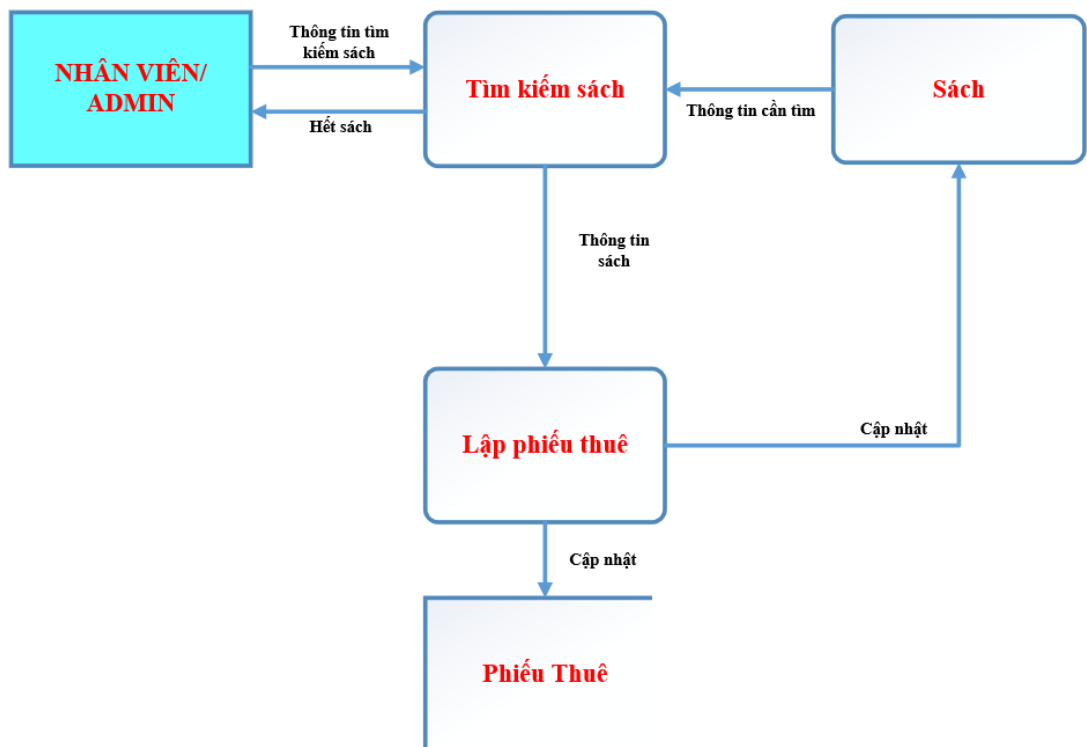 NHÂN VIÊN/
ADMIN
Thông tin tìm
kiếm sách
Hết sách
Tìm kiếm sách
Thông tin cần tìm
Sách
Thông tin
sách
Lập phiếu thuê
Cập nhật
Cập nhật
Phiếu Thuê